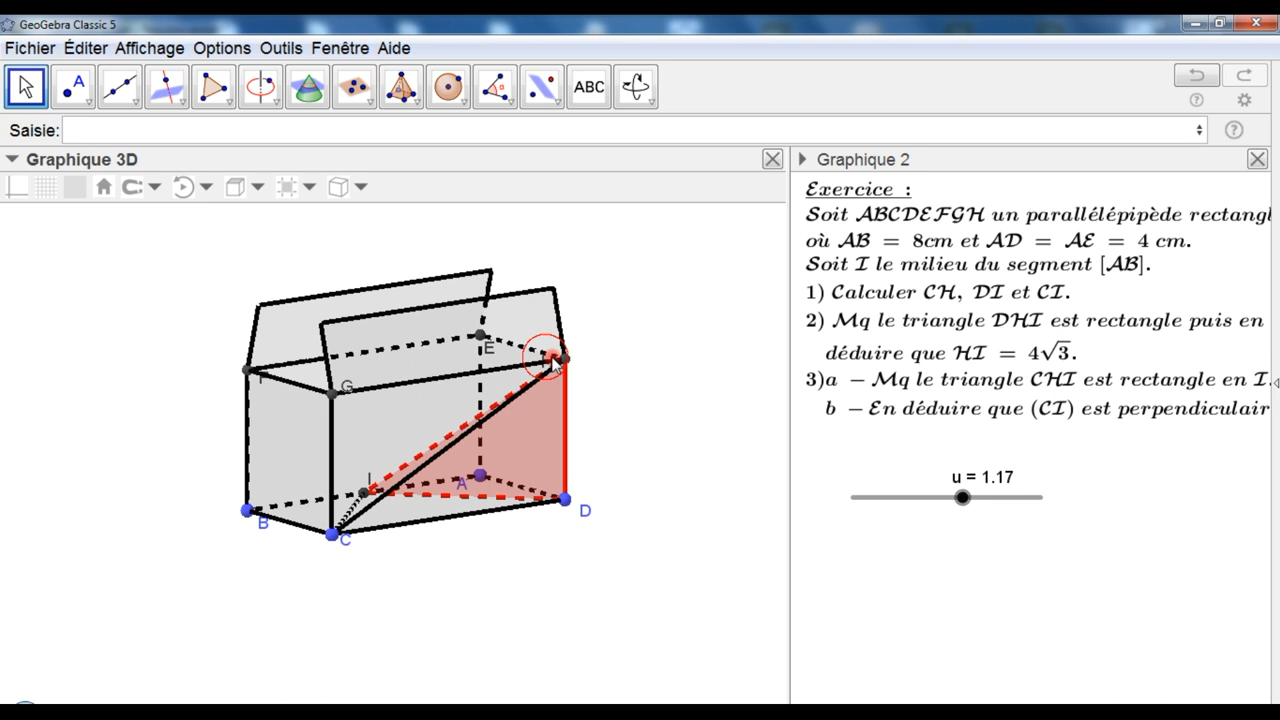 GeoGebra Classic 5
Fichier Éditer Affichage Options Outils Fenêtre Aide
A
ABC
Saisie:
Graphique 3D
Graphique 2
Exercice :
Soit ABCDEFGH un parallélépipède rectangl
où AB = 8cm et AD = AE = 4 cm.
Soit I le milieu du segment [AB].
1) Calculer CH, DI et CI.
2) Mq le triangle DHI est rectangle puis en
déduire que HI = 4√3.
3)a – Mq le triangle CHI est rectangle en I.
b – En déduire que (CI) est perpendiculair
u = 1.17
E
F
G
I
A
B
C
D